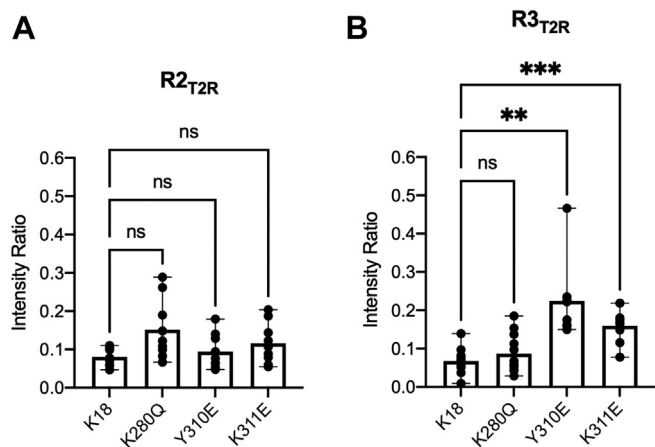 A
R2T2R
ns
ns
ns
Intensity Ratio
0.6
0.5
0.4
0.3
0.2
0.1
0.0
K18
K280Q
Y310E
K311E
B
R3T2R
***
**
ns
Intensity Ratio
0.6
0.5
0.4
0.3
0.2
0.1
0.0
K18
K280Q
Y310E
K311E